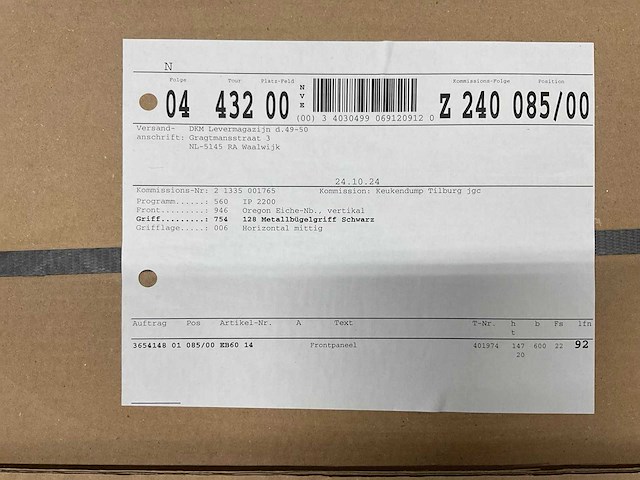 N
Folge Tour Platz-Feld Kommissions-Folge Position
04 432 00 NVE Z 240 085/00
(00) 3 4030499 069120912 0
Versand- DKM Levermagazijn d.49-50
anschrift: Gragtmansstraat 3
NL-5145 RA Waalwijk
24.10.24
Kommissions-Nr: 2 1335 001765 Kommission: Keukendump Tilburg jgc
Programm......: 560 IP 2200
Front.........: 946 Oregon Eiche-Nb., vertikal
Griff.........: 754 128 Metallbügelgriff Schwarz
Grifflage.....: 006 Horizontal mittig
Auftrag Pos Artikel-Nr. A Text T-Nr. h b Fs lfn
t
3654148 01 085/00 EB60 14 Frontpaneel 401974 147 600 22 92
20